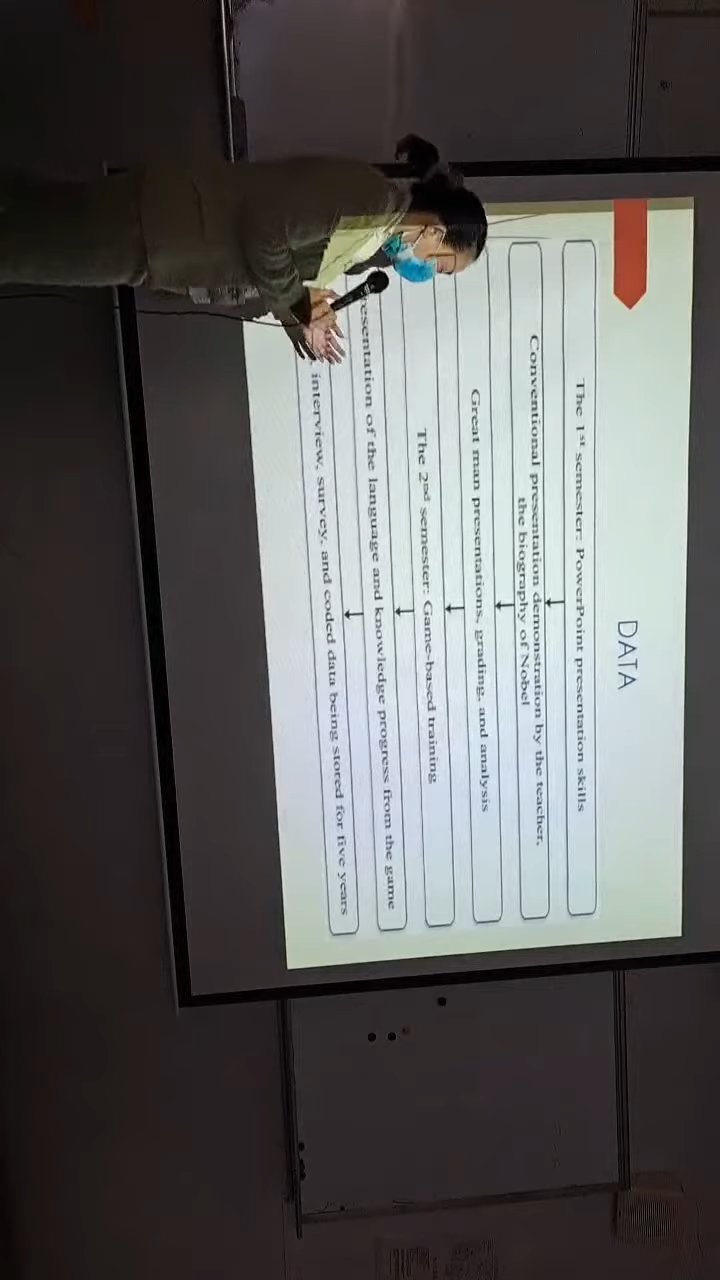 DATA
The 1st semester: PowerPoint presentation skills
Conventional presentation demonstration by the teacher,
the biography of Nobel
Great man presentations, grading, and analysis
The 2nd semester: Game-based training
esentation of the language and knowledge progress from the game
, interview, survey, and coded data being stored for five years